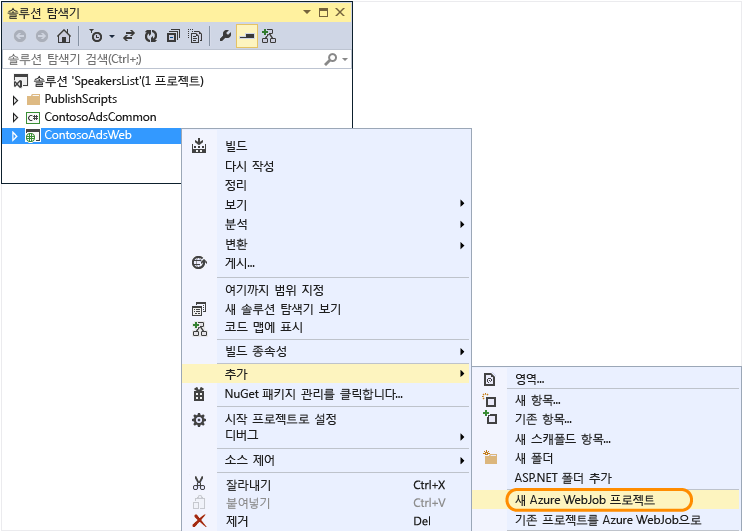 솔루션 탐색기
솔루션 탐색기 검색(Ctrl+;)
솔루션 'SpeakersList'(1 프로젝트)
PublishScripts
C# ContosoAdsCommon
ContosoAdsWeb
빌드
다시 작성
정리
보기
분석
변환
게시...
여기까지 범위 지정
새 솔루션 탐색기 보기
코드 맵에 표시
빌드 종속성
추가
NuGet 패키지 관리를 클릭합니다...
시작 프로젝트로 설정
디버그
소스 제어
잘라내기 Ctrl+X
붙여넣기 Ctrl+V
제거 Del
영역...
새 항목...
기존 항목...
새 스캐폴드 항목...
새 폴더
ASP.NET 폴더 추가
새 Azure WebJob 프로젝트
기존 프로젝트를 Azure WebJob으로